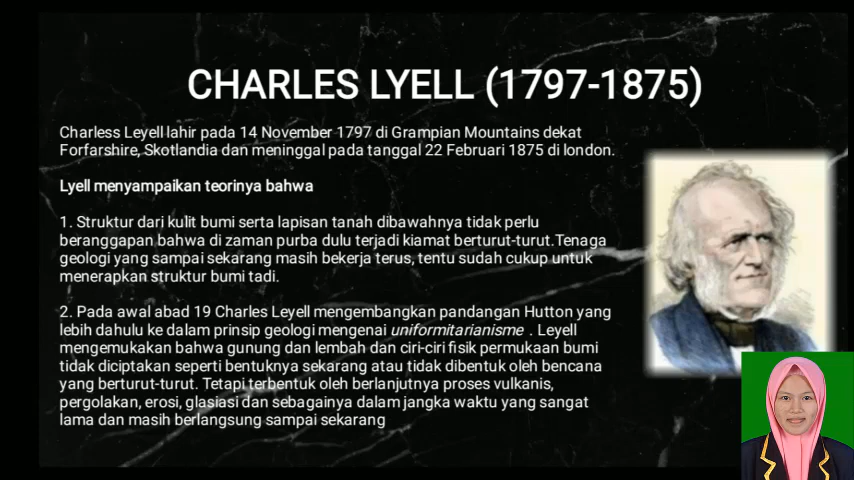 CHARLES LYELL (1797-1875)
Charless Leyell lahir pada 14 November 1797 di Grampian Mountains dekat
Forfarshire, Skotlandia dan meninggal pada tanggal 22 Februari 1875 di london.
Lyell menyampaikan teorinya bahwa
1. Struktur dari kulit bumi serta lapisan tanah dibawahnya tidak perlu
beranggapan bahwa di zaman purba dulu terjadi kiamat berturut-turut.Tenaga
geologi yang sampai sekarang masih bekerja terus, tentu sudah cukup untuk
menerapkan struktur bumi tadi.
2. Pada awal abad 19 Charles Leyell mengembangkan pandangan Hutton yang
lebih dahulu ke dalam prinsip geologi mengenai uniformitarianisme . Leyell
mengemukakan bahwa gunung dan lembah dan ciri-ciri fisik permukaan bumi
tidak diciptakan seperti bentuknya sekarang atau tidak dibentuk oleh bencana
yang berturut-turut. Tetapi terbentuk oleh berlanjutnya proses vulkanis,
pergolakan, erosi, glasiasi dan sebagainya dalam jangka waktu yang sangat
lama dan masih berlangsung sampai sekarang